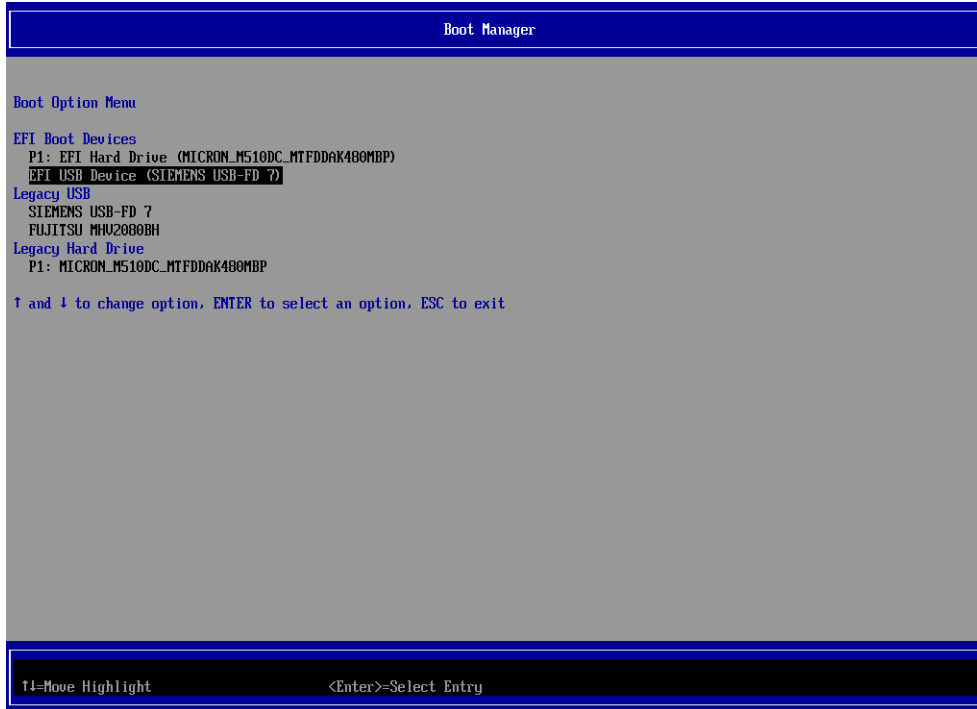 Boot Manager
Boot Option Menu
EFI Boot Devices
P1: EFI Hard Drive (MICRON_M510DC_MTFDDAK480MBP)
EFI USB Device (SIEMENS USB-FD 7)
Legacy USB
SIEMENS USB-FD 7
FUJITSU MHV2080BH
Legacy Hard Drive
P1: MICRON_M510DC_MTFDDAK480MBP
↑ and ↓ to change option, ENTER to select an option, ESC to exit
↑↓=Move Highlight <Enter>=Select Entry